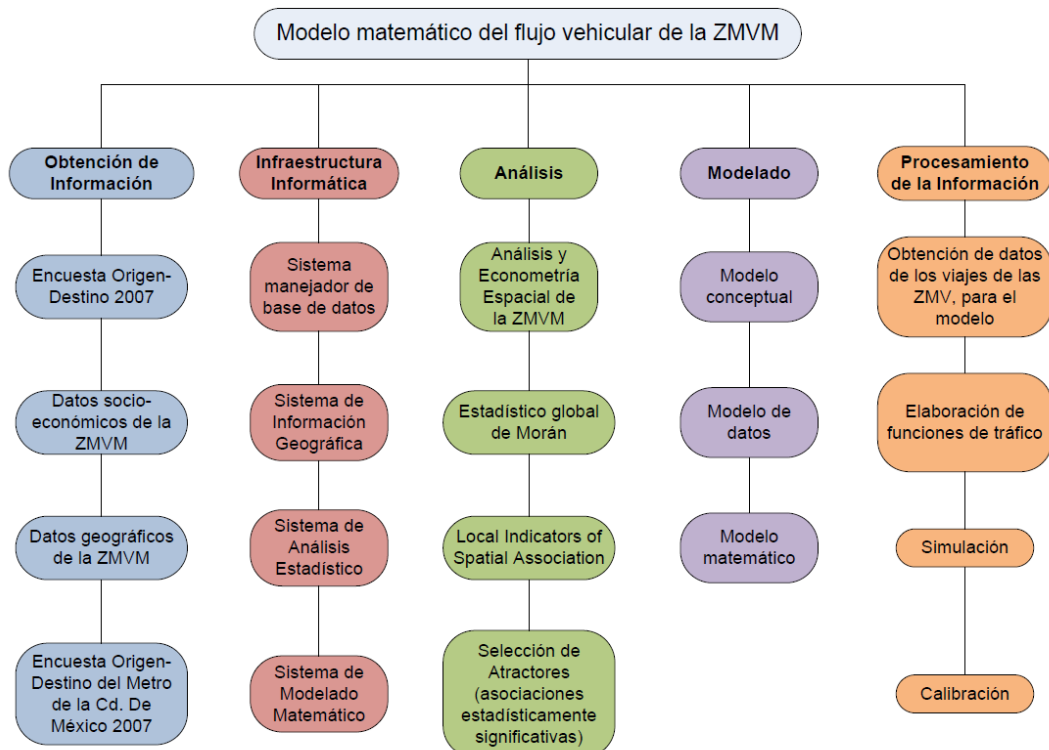 Modelo matemático del flujo vehicular de la ZMVM
Obtención de
Información
Encuesta Origen-
Destino 2007
Datos socio-
económicos de la
ZMVM
Datos geográficos
de la ZMVM
Encuesta Origen-
Destino del Metro
de la Cd. De
México 2007
Infraestructura
Informática
Sistema
manejador de
base de datos
Sistema de
Información
Geográfica
Sistema de
Análisis
Estadístico
Sistema de
Modelado
Matemático
Análisis
Análisis y
Econometría
Espacial de
la ZMVM
Estadístico global
de Morán
Local Indicators of
Spatial Association
Selección de
Atractores
(asociaciones
estadísticamente
significativas)
Modelado
Modelo
conceptual
Modelo de
datos
Modelo
matemático
Procesamiento
de la Información
Obtención de datos
de los viajes de las
ZMV, para el
modelo
Elaboración de
funciones de tráfico
Simulación
Calibración